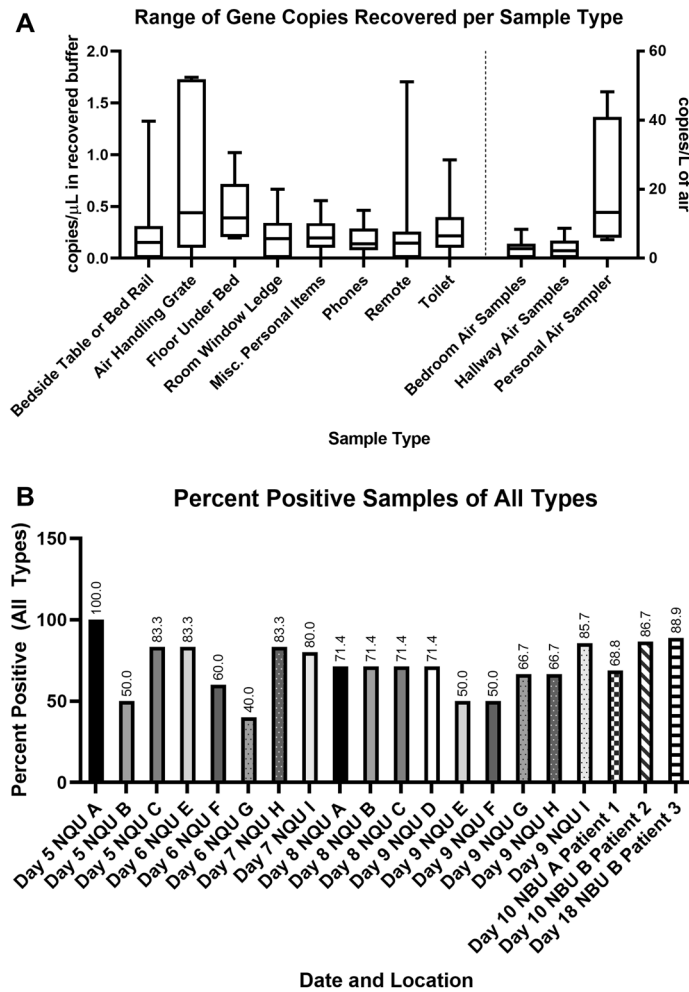 A
Range of Gene Copies Recovered per Sample Type
copies/μL in recovered buffer
2.0
1.5
1.0
0.5
0.0
60
40
20
0
copies/L of air
Bedside Table or Bed Rail
Air Handling Grate
Floor Under Bed
Room Window Ledge
Misc. Personal Items
Phones
Remote
Toilet
Bedroom Air Samples
Hallway Air Samples
Personal Air Sampler
Sample Type
B
Percent Positive Samples of All Types
Percent Positive (All Types)
150
100
50
0
100.0
50.0
83.3
83.3
60.0
40.0
83.3
80.0
71.4
71.4
71.4
71.4
50.0
50.0
66.7
66.7
85.7
68.8
86.7
88.9
Day 5 NQU A
Day 5 NQU B
Day 5 NQU C
Day 6 NQU E
Day 6 NQU F
Day 6 NQU G
Day 7 NQU H
Day 7 NQU I
Day 8 NQU A
Day 8 NQU B
Day 8 NQU C
Day 9 NQU D
Day 9 NQU E
Day 9 NQU F
Day 9 NQU G
Day 9 NQU H
Day 9 NQU I
Day 10 NBU A Patient 1
Day 10 NBU B Patient 2
Day 18 NBU B Patient 3
Date and Location